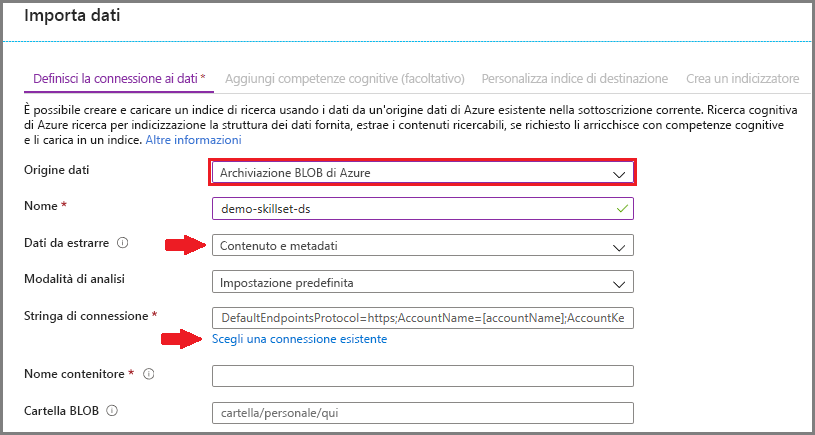 Importa dati
Definisci la connessione ai dati * Aggiungi competenze cognitive (facoltativo) Personalizza indice di destinazione Crea un indicizzatore
È possibile creare e caricare un indice di ricerca usando i dati da un'origine dati di Azure esistente nella sottoscrizione corrente. Ricerca cognitiva
di Azure ricerca per indicizzazione la struttura dei dati fornita, estrae i contenuti ricercabili, se richiesto li arricchisce con competenze cognitive
e li carica in un indice. Altre informazioni
Origine dati Archiviazione BLOB di Azure
Nome * demo-skillset-ds
Dati da estrarre Contenuto e metadati
Modalità di analisi Impostazione predefinita
Stringa di connessione * DefaultEndpointsProtocol=https;AccountName=[accountName];AccountKe
Scegli una connessione esistente
Nome contenitore *
Cartella BLOB cartella/personale/qui